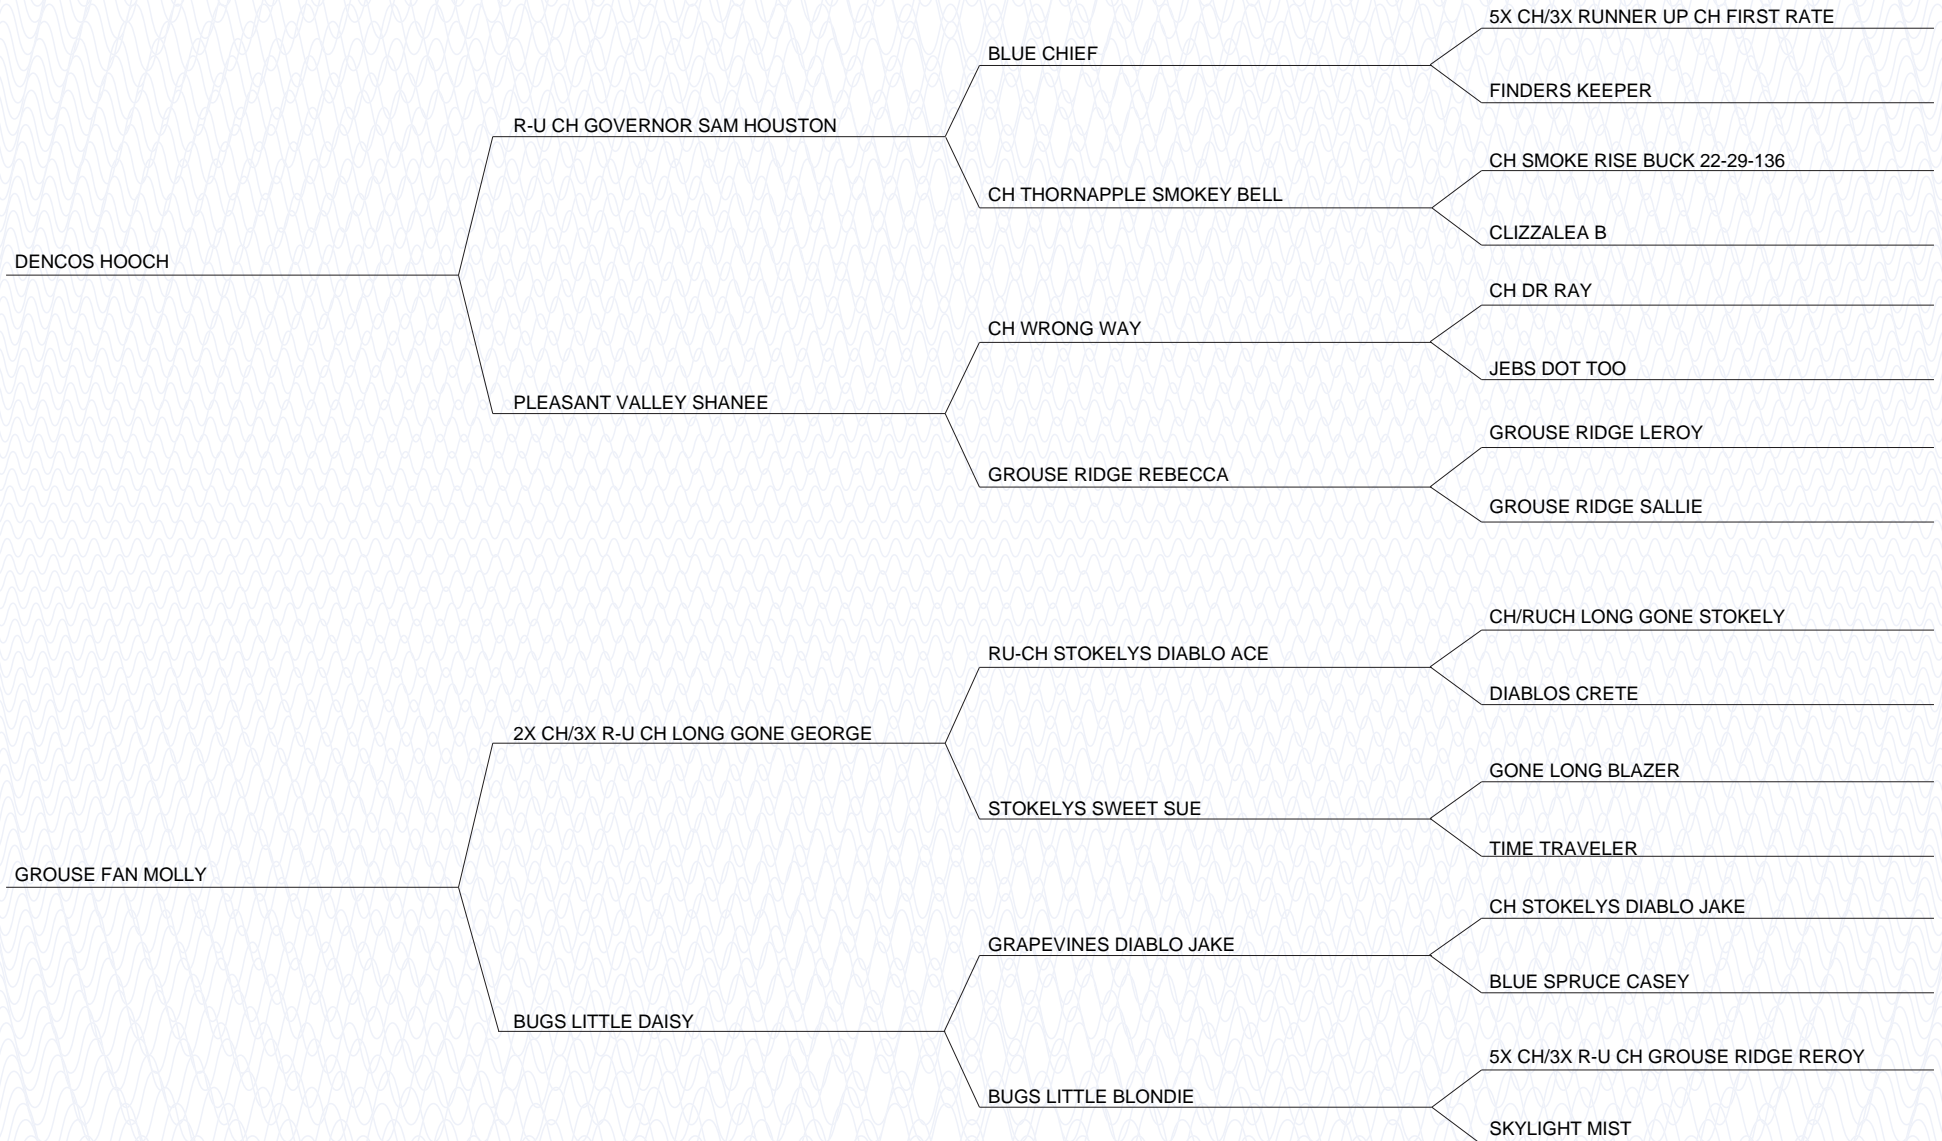 5X CH/3X RUNNER UP CH FIRST RATE
BLUE CHIEF
FINDERS KEEPER
R-U CH GOVERNOR SAM HOUSTON
CH SMOKE RISE BUCK 22-29-136
CH THORNAPPLE SMOKEY BELL
CLIZZALEA B
DENCOS HOOCH
CH DR RAY
CH WRONG WAY
JEBS DOT TOO
PLEASANT VALLEY SHANEE
GROUSE RIDGE LEROY
GROUSE RIDGE REBECCA
GROUSE RIDGE SALLIE
CH/RUCH LONG GONE STOKELY
RU-CH STOKELYS DIABLO ACE
DIABLOS CRETE
2X CH/3X R-U CH LONG GONE GEORGE
GONE LONG BLAZER
STOKELYS SWEET SUE
TIME TRAVELER
GROUSE FAN MOLLY
CH STOKELYS DIABLO JAKE
GRAPEVINES DIABLO JAKE
BLUE SPRUCE CASEY
BUGS LITTLE DAISY
5X CH/3X R-U CH GROUSE RIDGE REROY
BUGS LITTLE BLONDIE
SKYLIGHT MIST